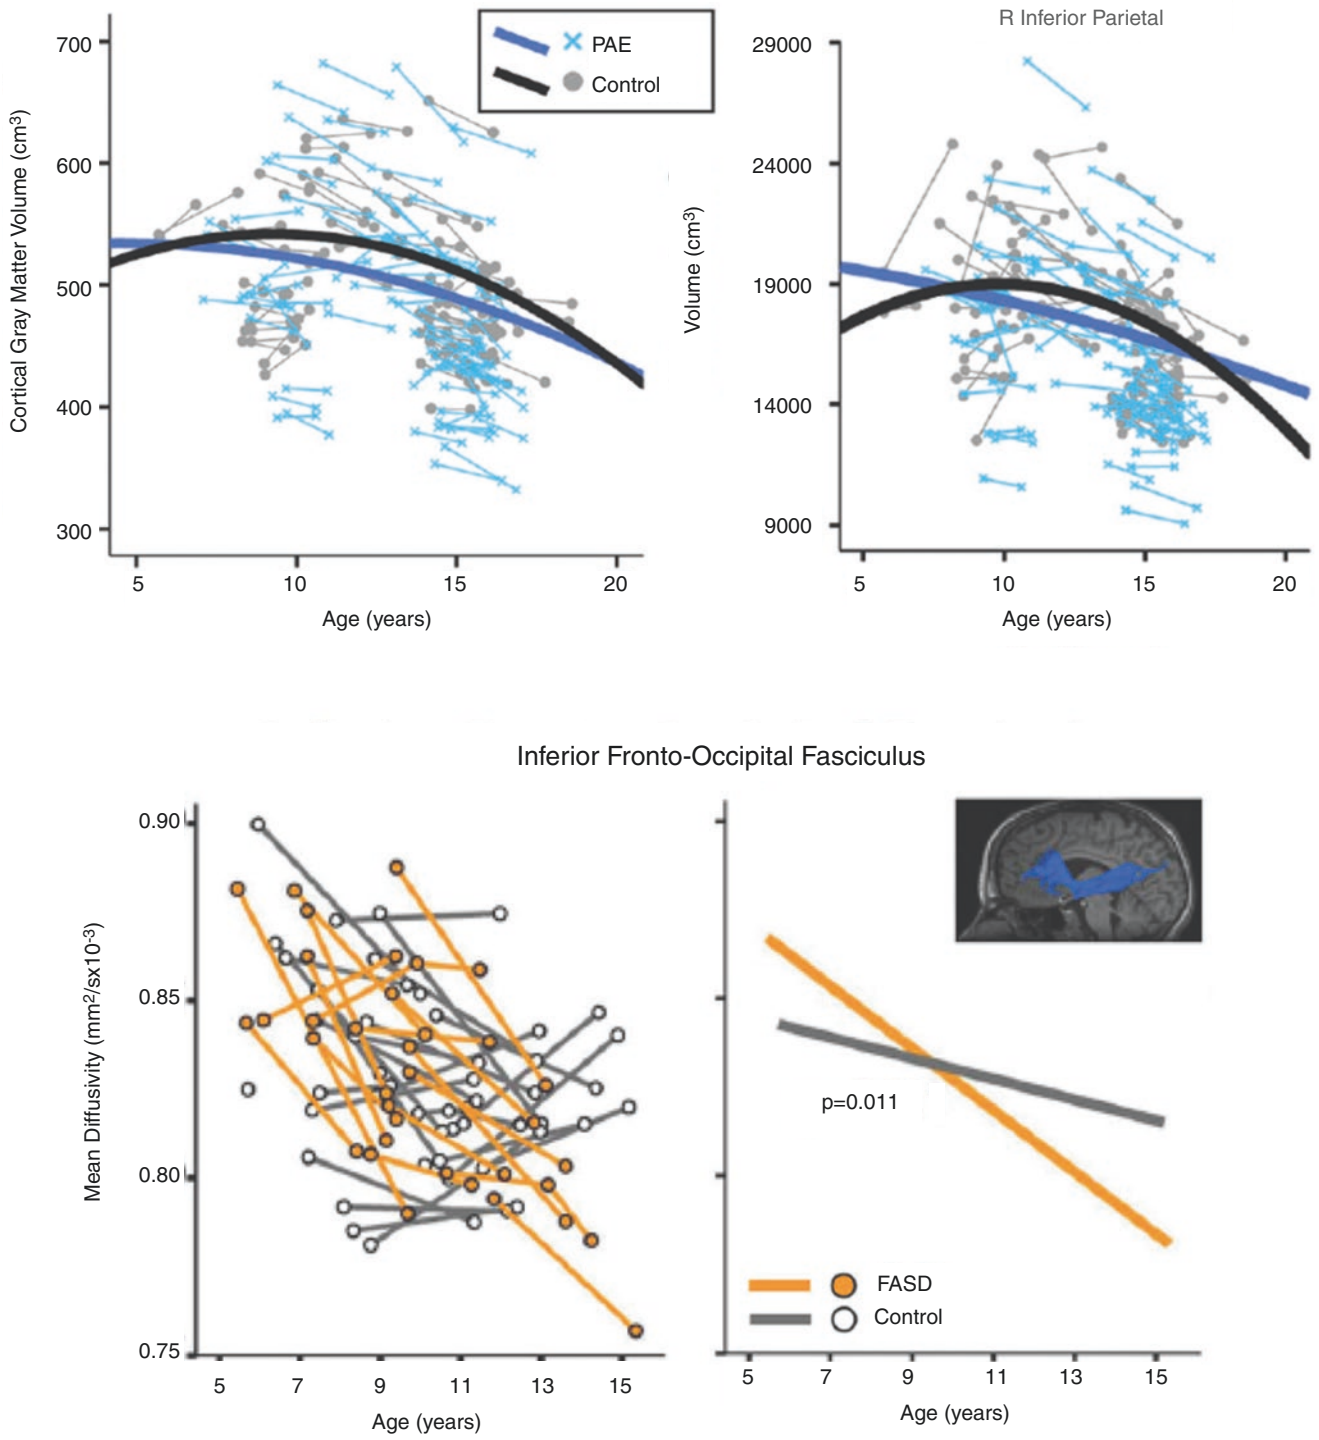 R Inferior Parietal
700
600
500
400
300
Cortical Gray Matter Volume (cm3)
PAE
Control
5 10 15 20
Age (years)
29000
24000
19000
14000
9000
Volume (cm3)
5 10 15 20
Age (years)
Inferior Fronto-Occipital Fasciculus
0.90
0.85
0.80
0.75
Mean Diffusivity (mm2/sx10-3)
5 7 9 11 13 15
Age (years)
p=0.011
FASD
Control
5 7 9 11 13 15
Age (years)